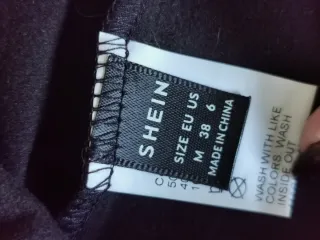 SHEIN
SIZE EU US
M 38 6
MADE IN CHINA
WASH WITH LIKE
COLORS. WASH
INSIDE OUT